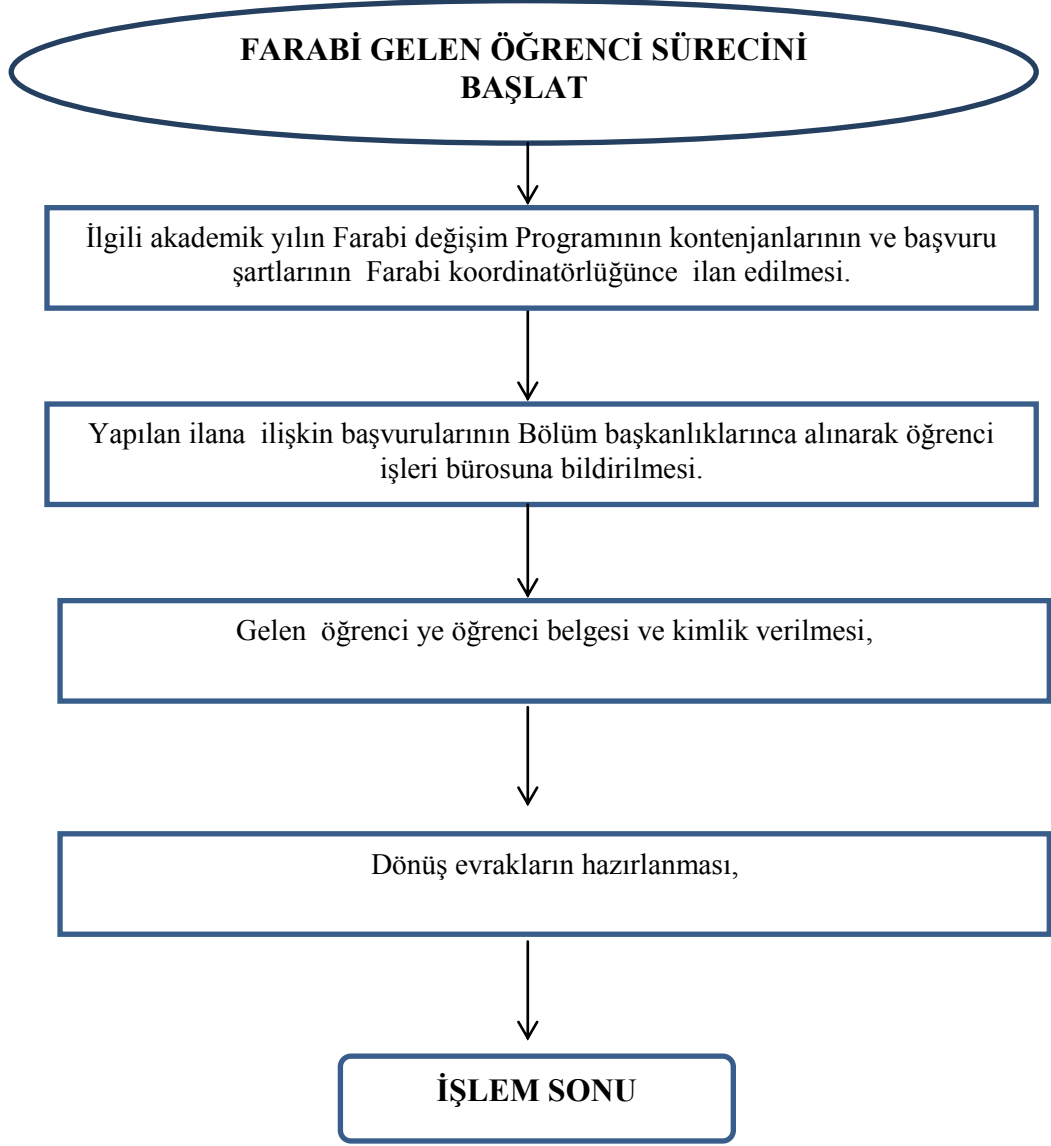 FARABİ GELEN ÖĞRENCİ SÜRECİNİ
BAŞLAT
İlgili akademik yılın Farabi değişim Programının kontenjanlarının ve başvuru
şartlarının Farabi koordinatörlüğünce ilan edilmesi.
Yapılan ilana ilişkin başvurularının Bölüm başkanlıklarınca alınarak öğrenci
işleri bürosuna bildirilmesi.
Gelen öğrenci ye öğrenci belgesi ve kimlik verilmesi,
Dönüş evrakların hazırlanması,
İŞLEM SONU